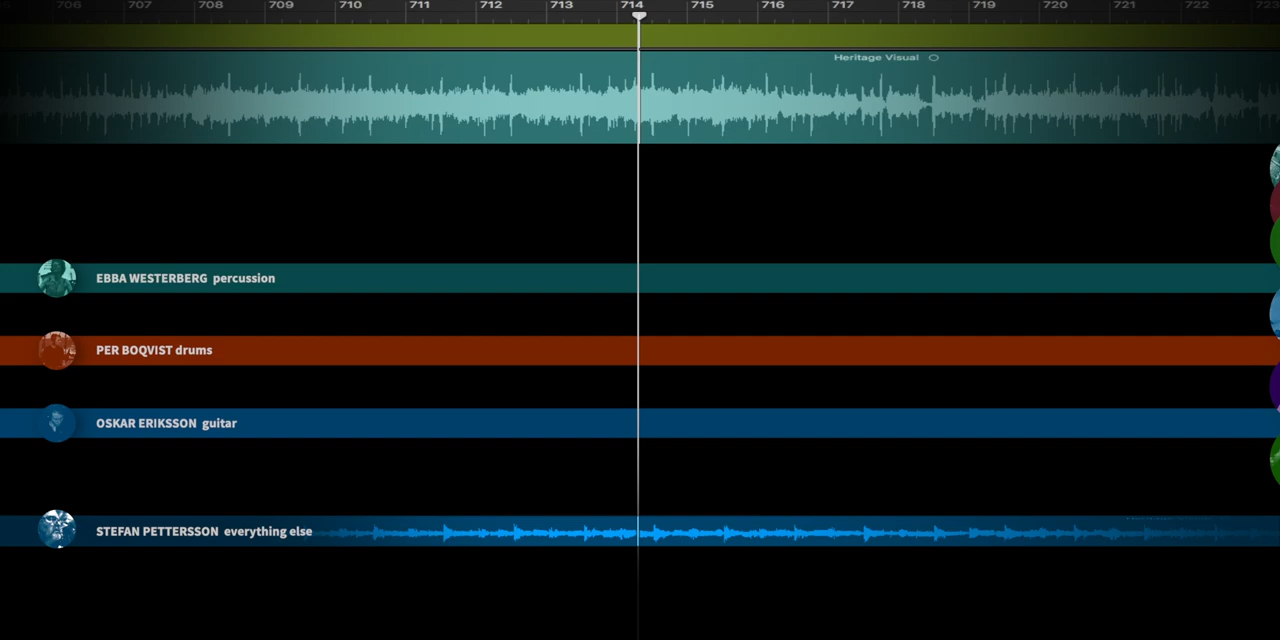 706 707 708 709 710 711 712 713 714 715 716 717 718 719 720 721 722 723
Heritage Visual
EBBA WESTERBERG percussion
PER BOQVIST drums
OSKAR ERIKSSON guitar
STEFAN PETTERSSON everything else